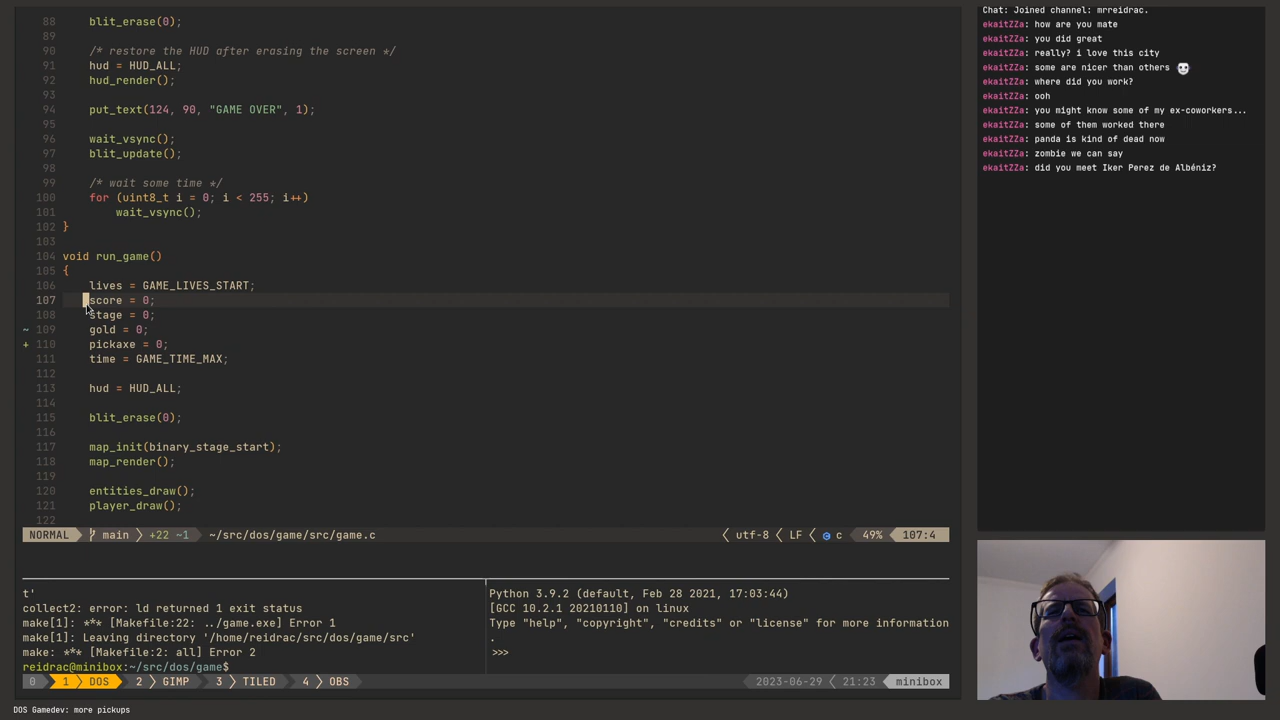 88     blit_erase(0);
89
90     /* restore the HUD after erasing the screen */
91     hud = HUD_ALL;
92     hud_render();
93
94     put_text(124, 90, "GAME OVER", 1);
95
96     wait_vsync();
97     blit_update();
98
99     /* wait some time */
100     for (uint8_t i = 0; i < 255; i++)
101         wait_vsync();
102 }
103
104 void run_game()
105 {
106     lives = GAME_LIVES_START;
107     score = 0;
108     stage = 0;
~ 109     gold = 0;
+ 110     pickaxe = 0;
111     time = GAME_TIME_MAX;
112
113     hud = HUD_ALL;
114
115     blit_erase(0);
116
117     map_init(binary_stage_start);
118     map_render();
119
120     entities_draw();
121     player_draw();
122
NORMAL main +22 ~1 ~/src/dos/game/src/game.c utf-8 LF c 49% 107:4
t'
collect2: error: ld returned 1 exit status
make[1]: *** [Makefile:22: ../game.exe] Error 1
make[1]: Leaving directory '/home/reidrac/src/dos/game/src'
make: *** [Makefile:2: all] Error 2
reidrac@minibox:~/src/dos/game$
Python 3.9.2 (default, Feb 28 2021, 17:03:44)
[GCC 10.2.1 20210110] on linux
Type "help", "copyright", "credits" or "license" for more information
.
>>>
0 1 DOS 2 GIMP 3 TILED 4 OBS 2023-06-29 21:23 minibox
DOS Gamedev: more pickups
Chat: Joined channel: mrreidrac.
ekaitZZa: how are you mate
ekaitZZa: you did great
ekaitZZa: really? i love this city
ekaitZZa: some are nicer than others
ekaitZZa: where did you work?
ekaitZZa: ooh
ekaitZZa: you might know some of my ex-coworkers...
ekaitZZa: some of them worked there
ekaitZZa: panda is kind of dead now
ekaitZZa: zombie we can say
ekaitZZa: did you meet Iker Perez de Albéniz?